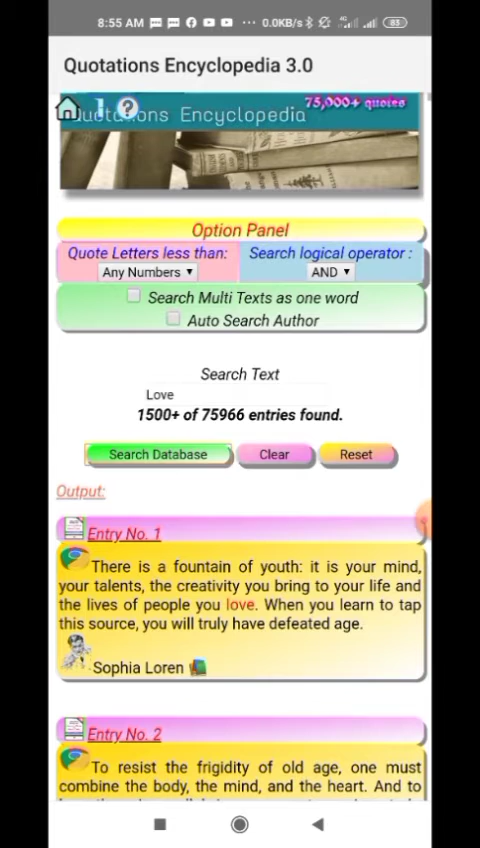 8:55 AM ... 0.0KB/s 4G 83
Quotations Encyclopedia 3.0
Quotations Encyclopedia
75,000+ quotes
Option Panel
Quote Letters less than: Search logical operator :
Any Numbers ▼ AND ▼
Search Multi Texts as one word
Auto Search Author
Search Text
Love
1500+ of 75966 entries found.
Search Database Clear Reset
Output:
Entry No. 1
There is a fountain of youth: it is your mind,
your talents, the creativity you bring to your life and
the lives of people you love. When you learn to tap
this source, you will truly have defeated age.
Sophia Loren
Entry No. 2
To resist the frigidity of old age, one must
combine the body, the mind, and the heart. And to